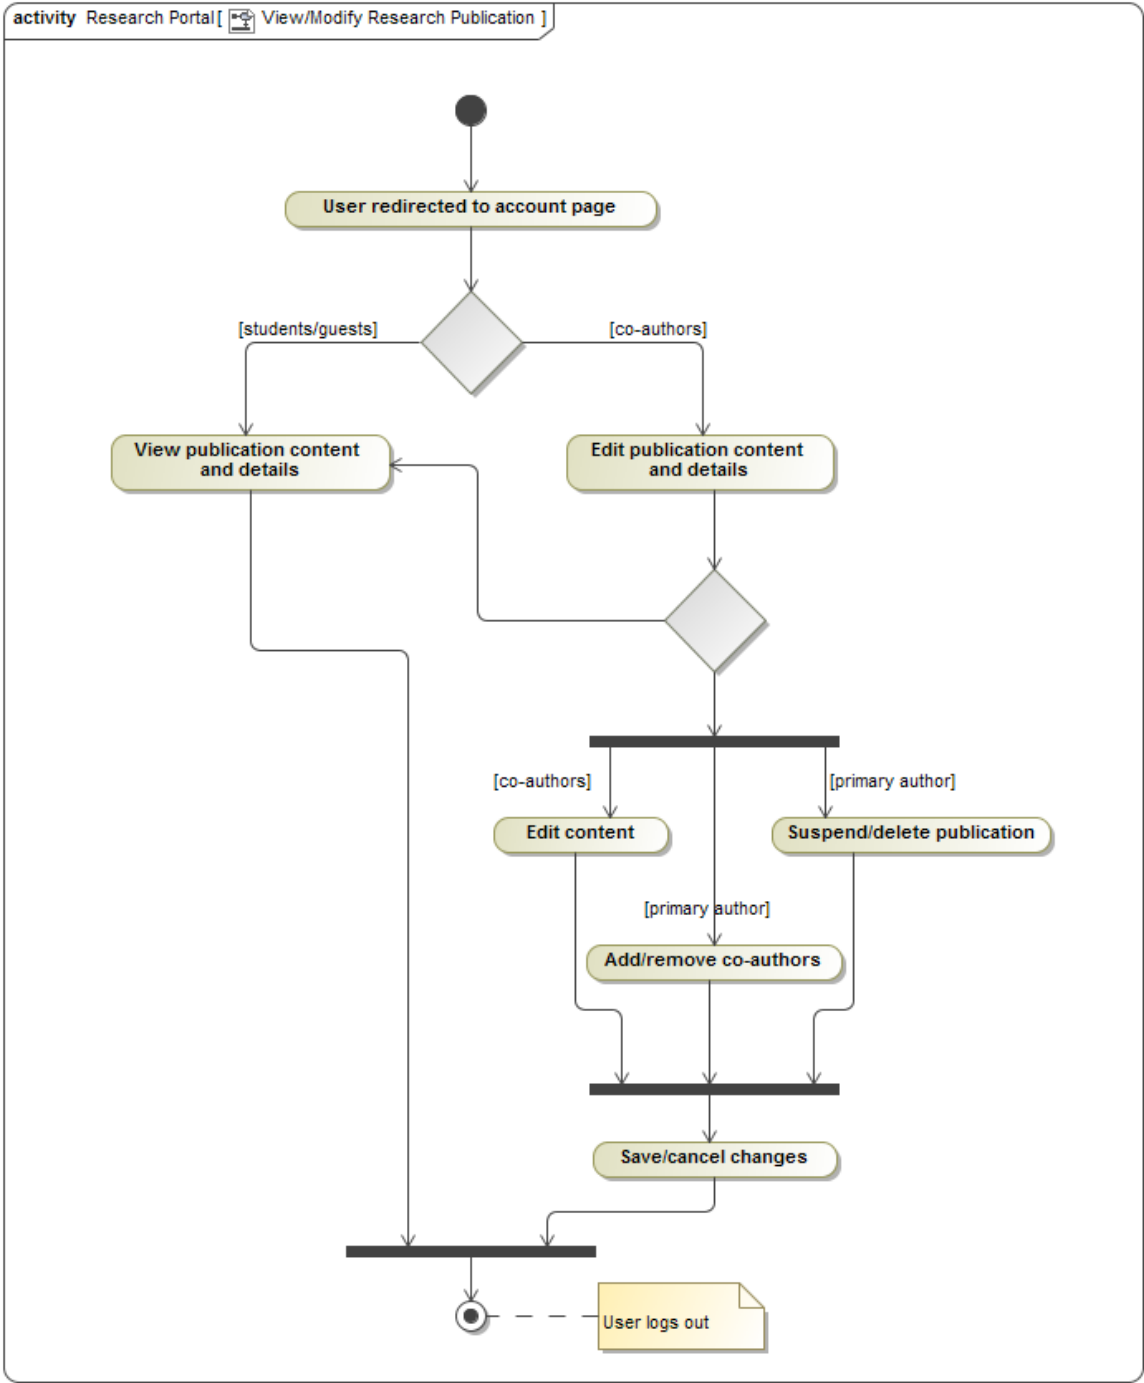 activity Research Portal[ View/Modify Research Publication ]
User redirected to account page
[students/guests]
[co-authors]
View publication content
and details
Edit publication content
and details
[co-authors]
[primary author]
Edit content
Suspend/delete publication
[primary author]
Add/remove co-authors
Save/cancel changes
User logs out